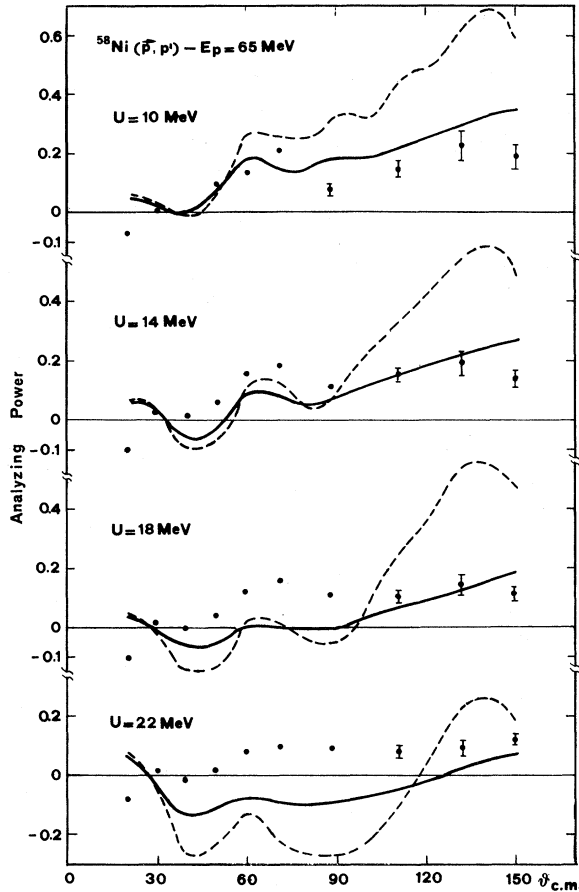 ⁵⁸Ni (p⃗, p') – Eₚ = 65 MeV
0.6
U = 10 MeV
0.4
0.2
0
−0.1
0.4
U = 14 MeV
0.2
0
−0.1
Analyzing Power
0.4
U = 18 MeV
0.2
0
−0.1
0.2
U = 22 MeV
0
−0.2
0 30 60 90 120 150 ϑc.m.